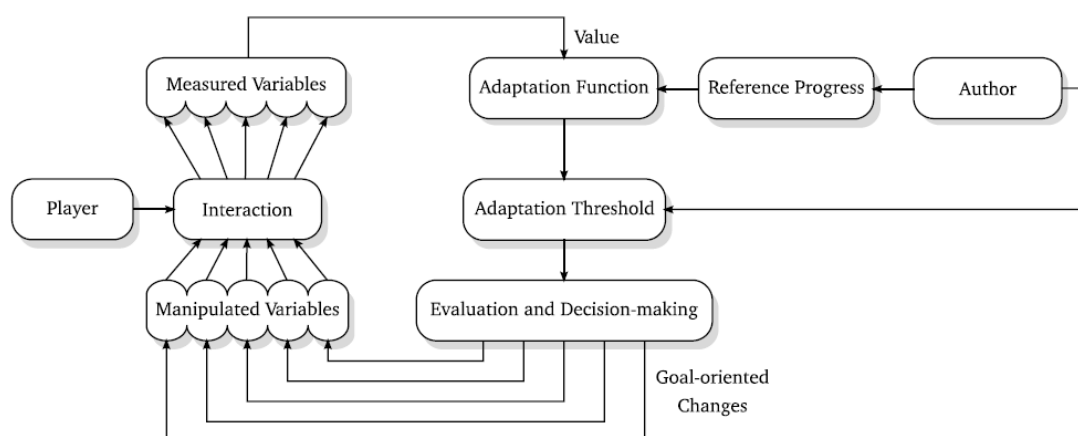 Value
Measured Variables
Adaptation Function
Reference Progress
Author
Player
Interaction
Adaptation Threshold
Manipulated Variables
Evaluation and Decision-making
Goal-oriented
Changes